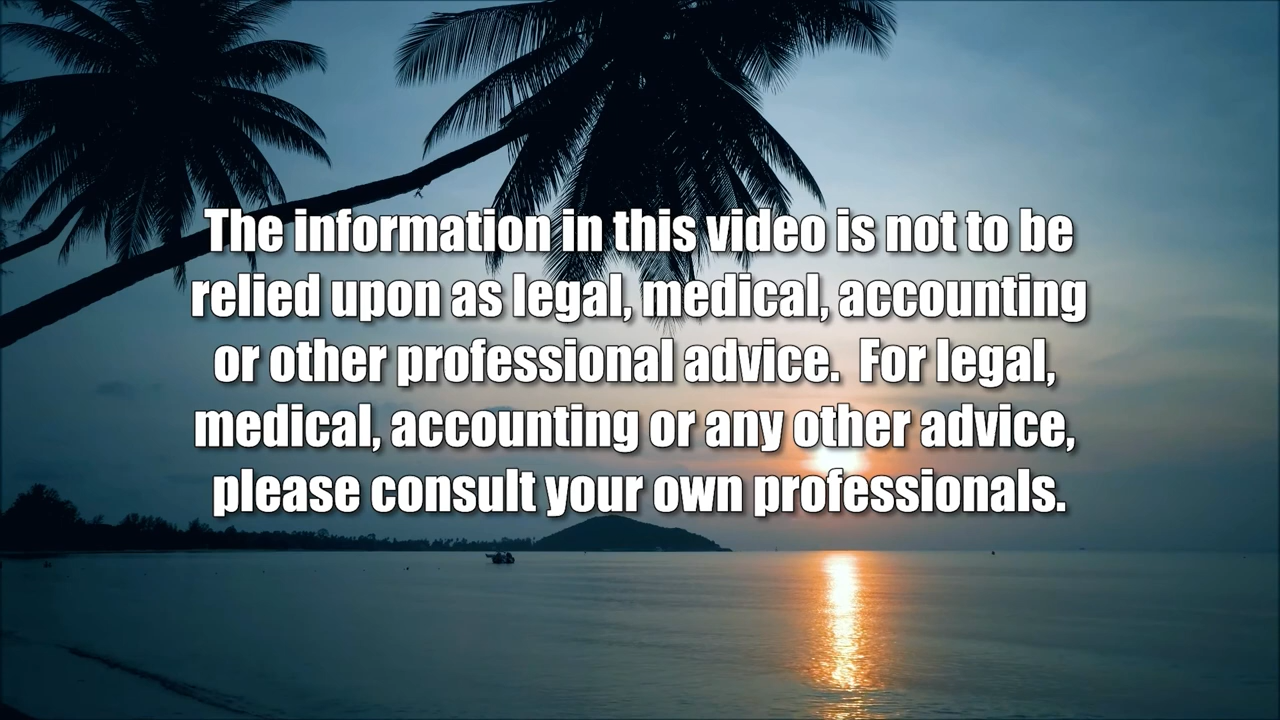 The information in this video is not to be
relied upon as legal, medical, accounting
or other professional advice.  For legal,
medical, accounting or any other advice,
please consult your own professionals.